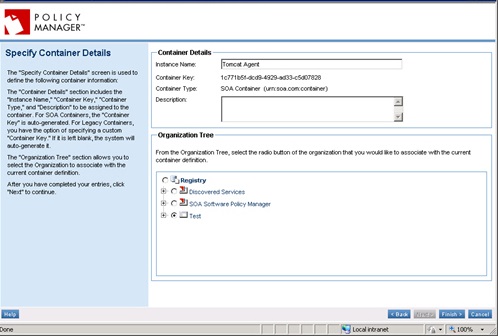 POLICY
MANAGER™
Specify Container Details
The "Specify Container Details" screen is used to
define the following container information:
The "Container Details" section includes the
"Instance Name," "Container Key," "Container
Type," and "Description" to be assigned to the
container. For SOA Containers, the "Container
Key" is auto-generated. For Legacy Containers,
you have the option of specifying a custom
"Container Key." If it is left blank, the system will
auto-generate it.
The "Organization Tree" section allows you to
select the Organization to associate with the
current container definition.
After you have completed your entries, click
"Next" to continue.
Container Details
Instance Name: Tomcat Agent
Container Key: 1c771b5f-dcd9-4929-ad33-c5d07828
Container Type: SOA Container (urn:soa.com:container)
Description:
Organization Tree
From the Organization Tree, select the radio button of the organization that you would like to associate with the current
container definition.
Registry
Discovered Services
SOA Software Policy Manager
Test
Help
< Back
Finish >
Cancel
Done
Local intranet
100%